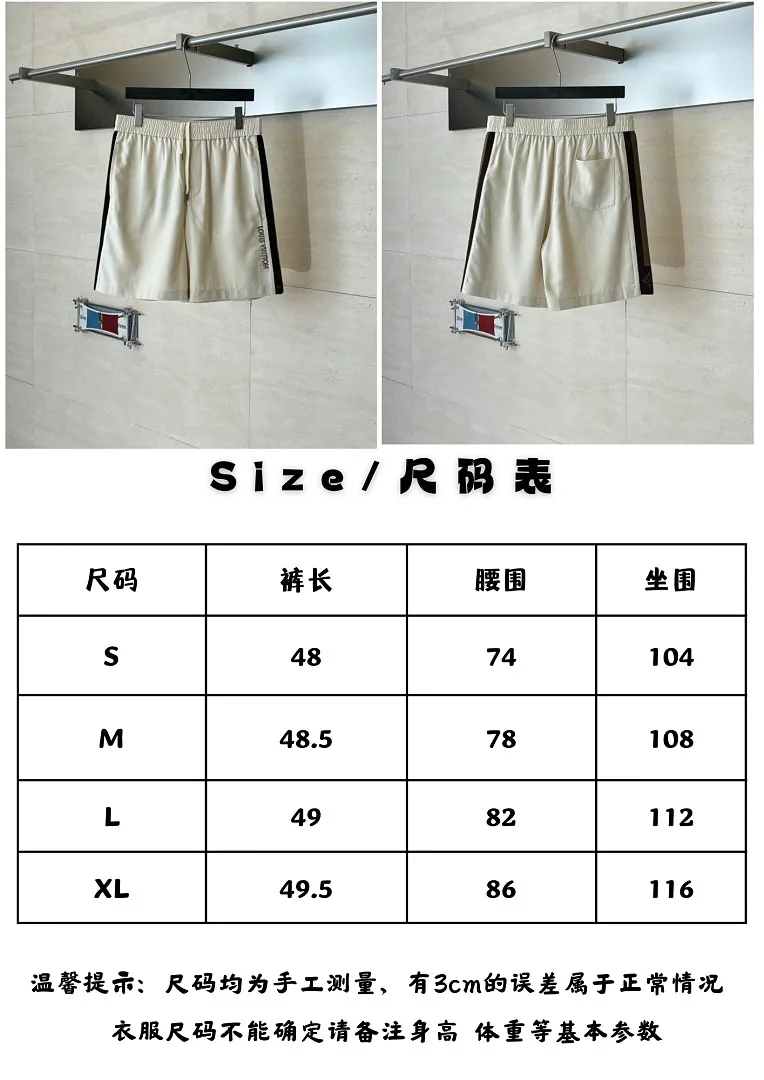 LOUIS VUITTON
Size/尺码表
尺码 裤长 腰围 坐围
S 48 74 104
M 48.5 78 108
L 49 82 112
XL 49.5 86 116
温馨提示：尺码均为手工测量，有3cm的误差属于正常情况
衣服尺码不能确定请备注身高 体重等基本参数